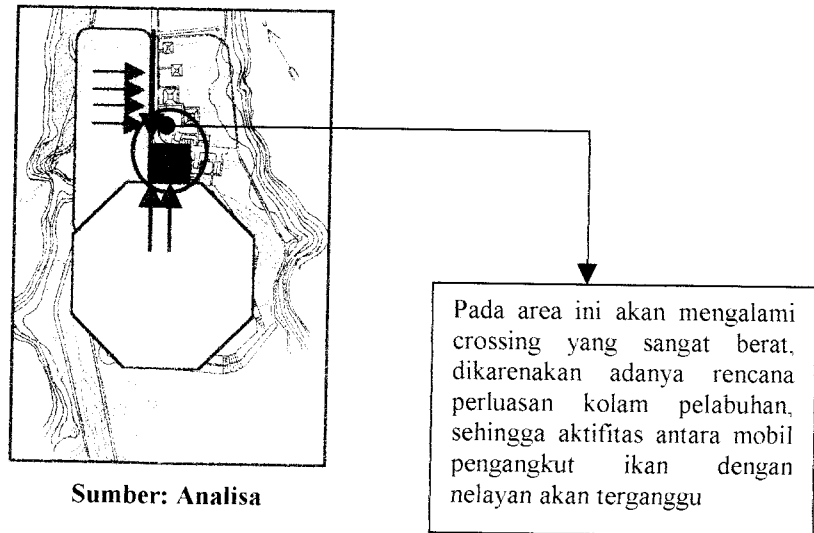 Pada area ini akan mengalami
crossing yang sangat berat,
dikarenakan adanya rencana
perluasan kolam pelabuhan,
sehingga aktifitas antara mobil
pengangkut ikan dengan
nelayan akan terganggu
Sumber: Analisa